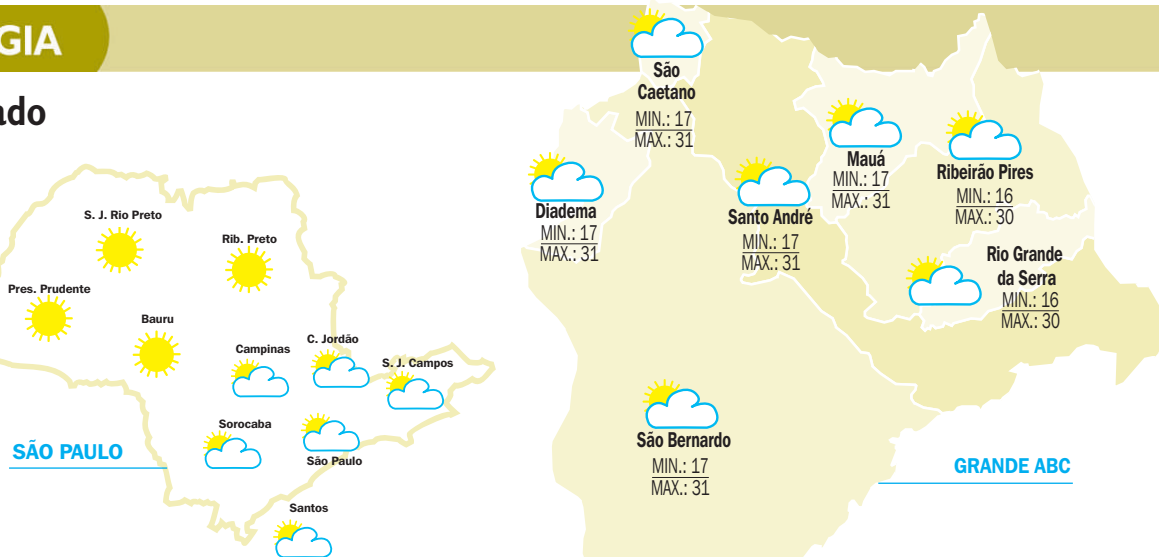 GIA
ado
S. J. Rio Preto
Rib. Preto
Pres. Prudente
Bauru
Campinas
C. Jordão
S. J. Campos
Sorocaba
São Paulo
Santos
SÃO PAULO
São
Caetano
MIN.: 17
MAX.: 31
Diadema
MIN.: 17
MAX.: 31
Santo André
MIN.: 17
MAX.: 31
Mauá
MIN.: 17
MAX.: 31
Ribeirão Pires
MIN.: 16
MAX.: 30
Rio Grande
da Serra
MIN.: 16
MAX.: 30
São Bernardo
MIN.: 17
MAX.: 31
GRANDE ABC